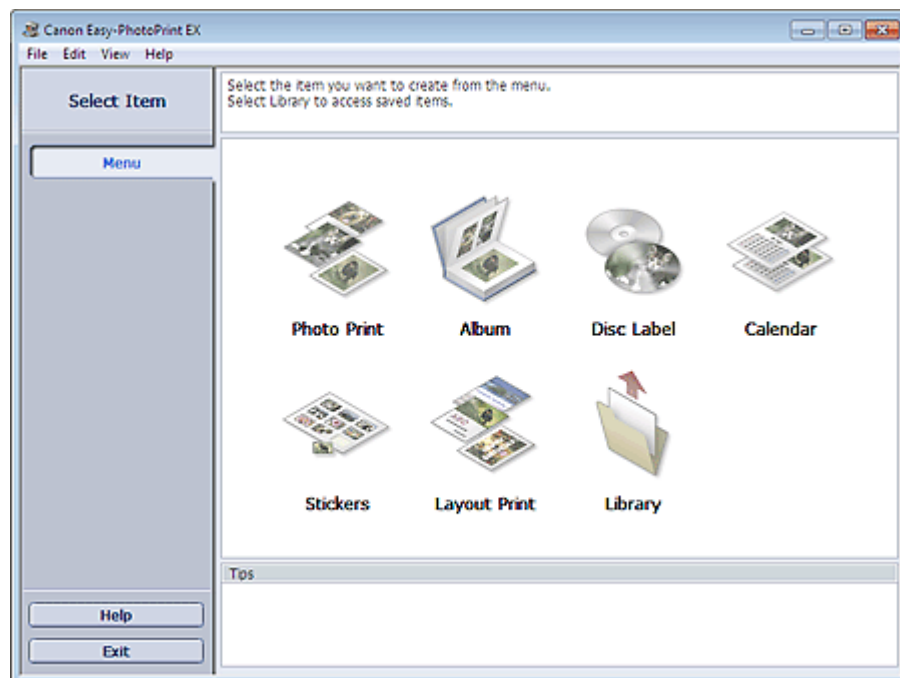 Canon Easy-PhotoPrint EX
File Edit View Help
Select Item
Select the item you want to create from the menu.
Select Library to access saved items.
Menu
Photo Print
Album
Disc Label
Calendar
Stickers
Layout Print
Library
Tips
Help
Exit